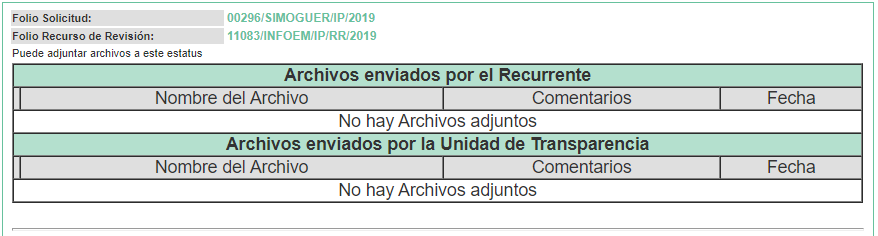 Folio Solicitud: 00296/SIMOGUER/IP/2019
Folio Recurso de Revisión: 11083/INFOEM/IP/RR/2019
Puede adjuntar archivos a este estatus
Archivos enviados por el Recurrente
Nombre del Archivo Comentarios Fecha
No hay Archivos adjuntos
Archivos enviados por la Unidad de Transparencia
Nombre del Archivo Comentarios Fecha
No hay Archivos adjuntos